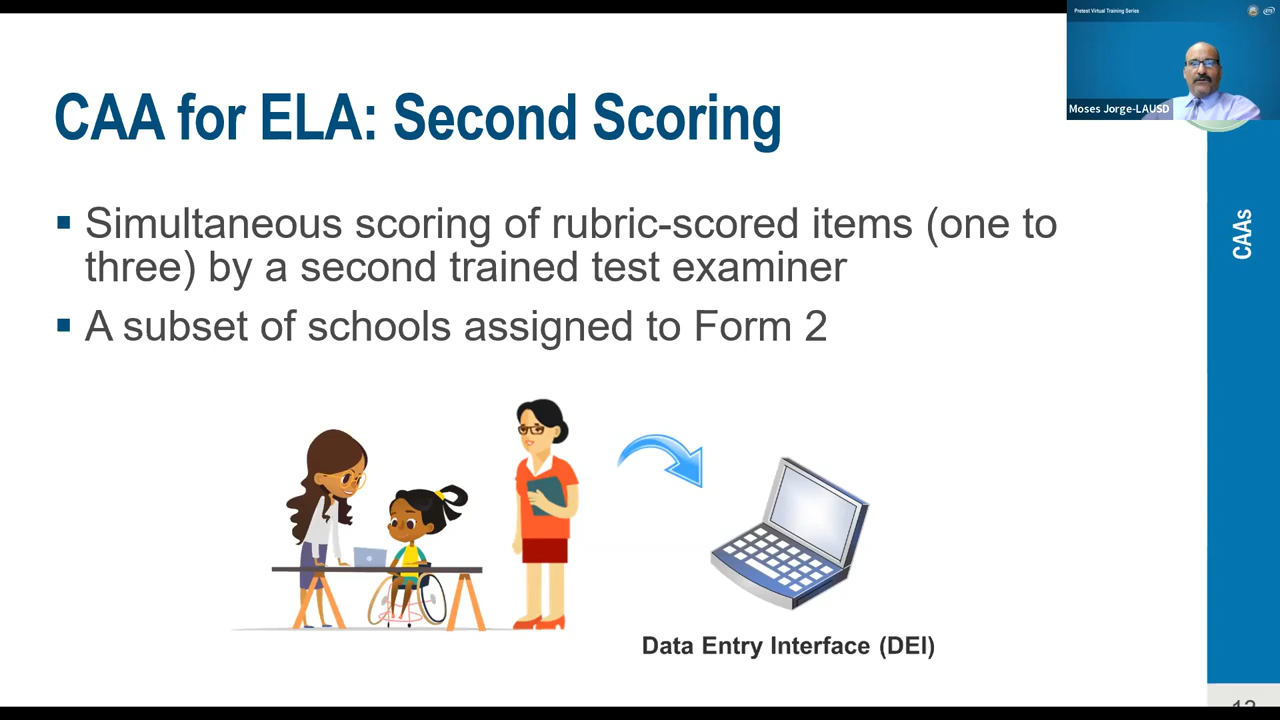 Pretest Virtual Training Series
Moses Jorge-LAUSD
CAA for ELA: Second Scoring
CAAs
▪ Simultaneous scoring of rubric-scored items (one to
three) by a second trained test examiner
▪ A subset of schools assigned to Form 2
Data Entry Interface (DEI)